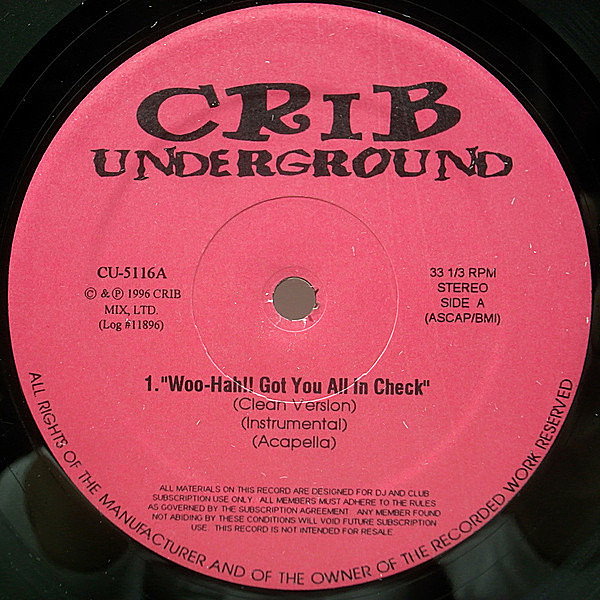 CRIB
UNDERGROUND
CU-5116A
© & ℗ 1996 CRIB
MIX, LTD.
(Log #11896)
33 1/3 RPM
STEREO
SIDE A
(ASCAP/BMI)
1."Woo-Hah!! Got You All in Check"
(Clean Version)
(Instrumental)
(Acapella)
ALL MATERIALS ON THIS RECORD ARE DESIGNED FOR DJ AND CLUB
SUBSCRIPTION USE ONLY. ALL MEMBERS MUST ADHERE TO THE RULES
AS GOVERNED BY THE SUBSCRIPTION AGREEMENT. ANY MEMBER FOUND
NOT ABIDING BY THESE CONDITIONS WILL VOID FUTURE SUBSCRIPTION
USE. THIS RECORD IS NOT INTENDED FOR RESALE
ALL RIGHTS OF THE MANUFACTURER AND OF THE OWNER OF THE RECORDED WORK RESERVED